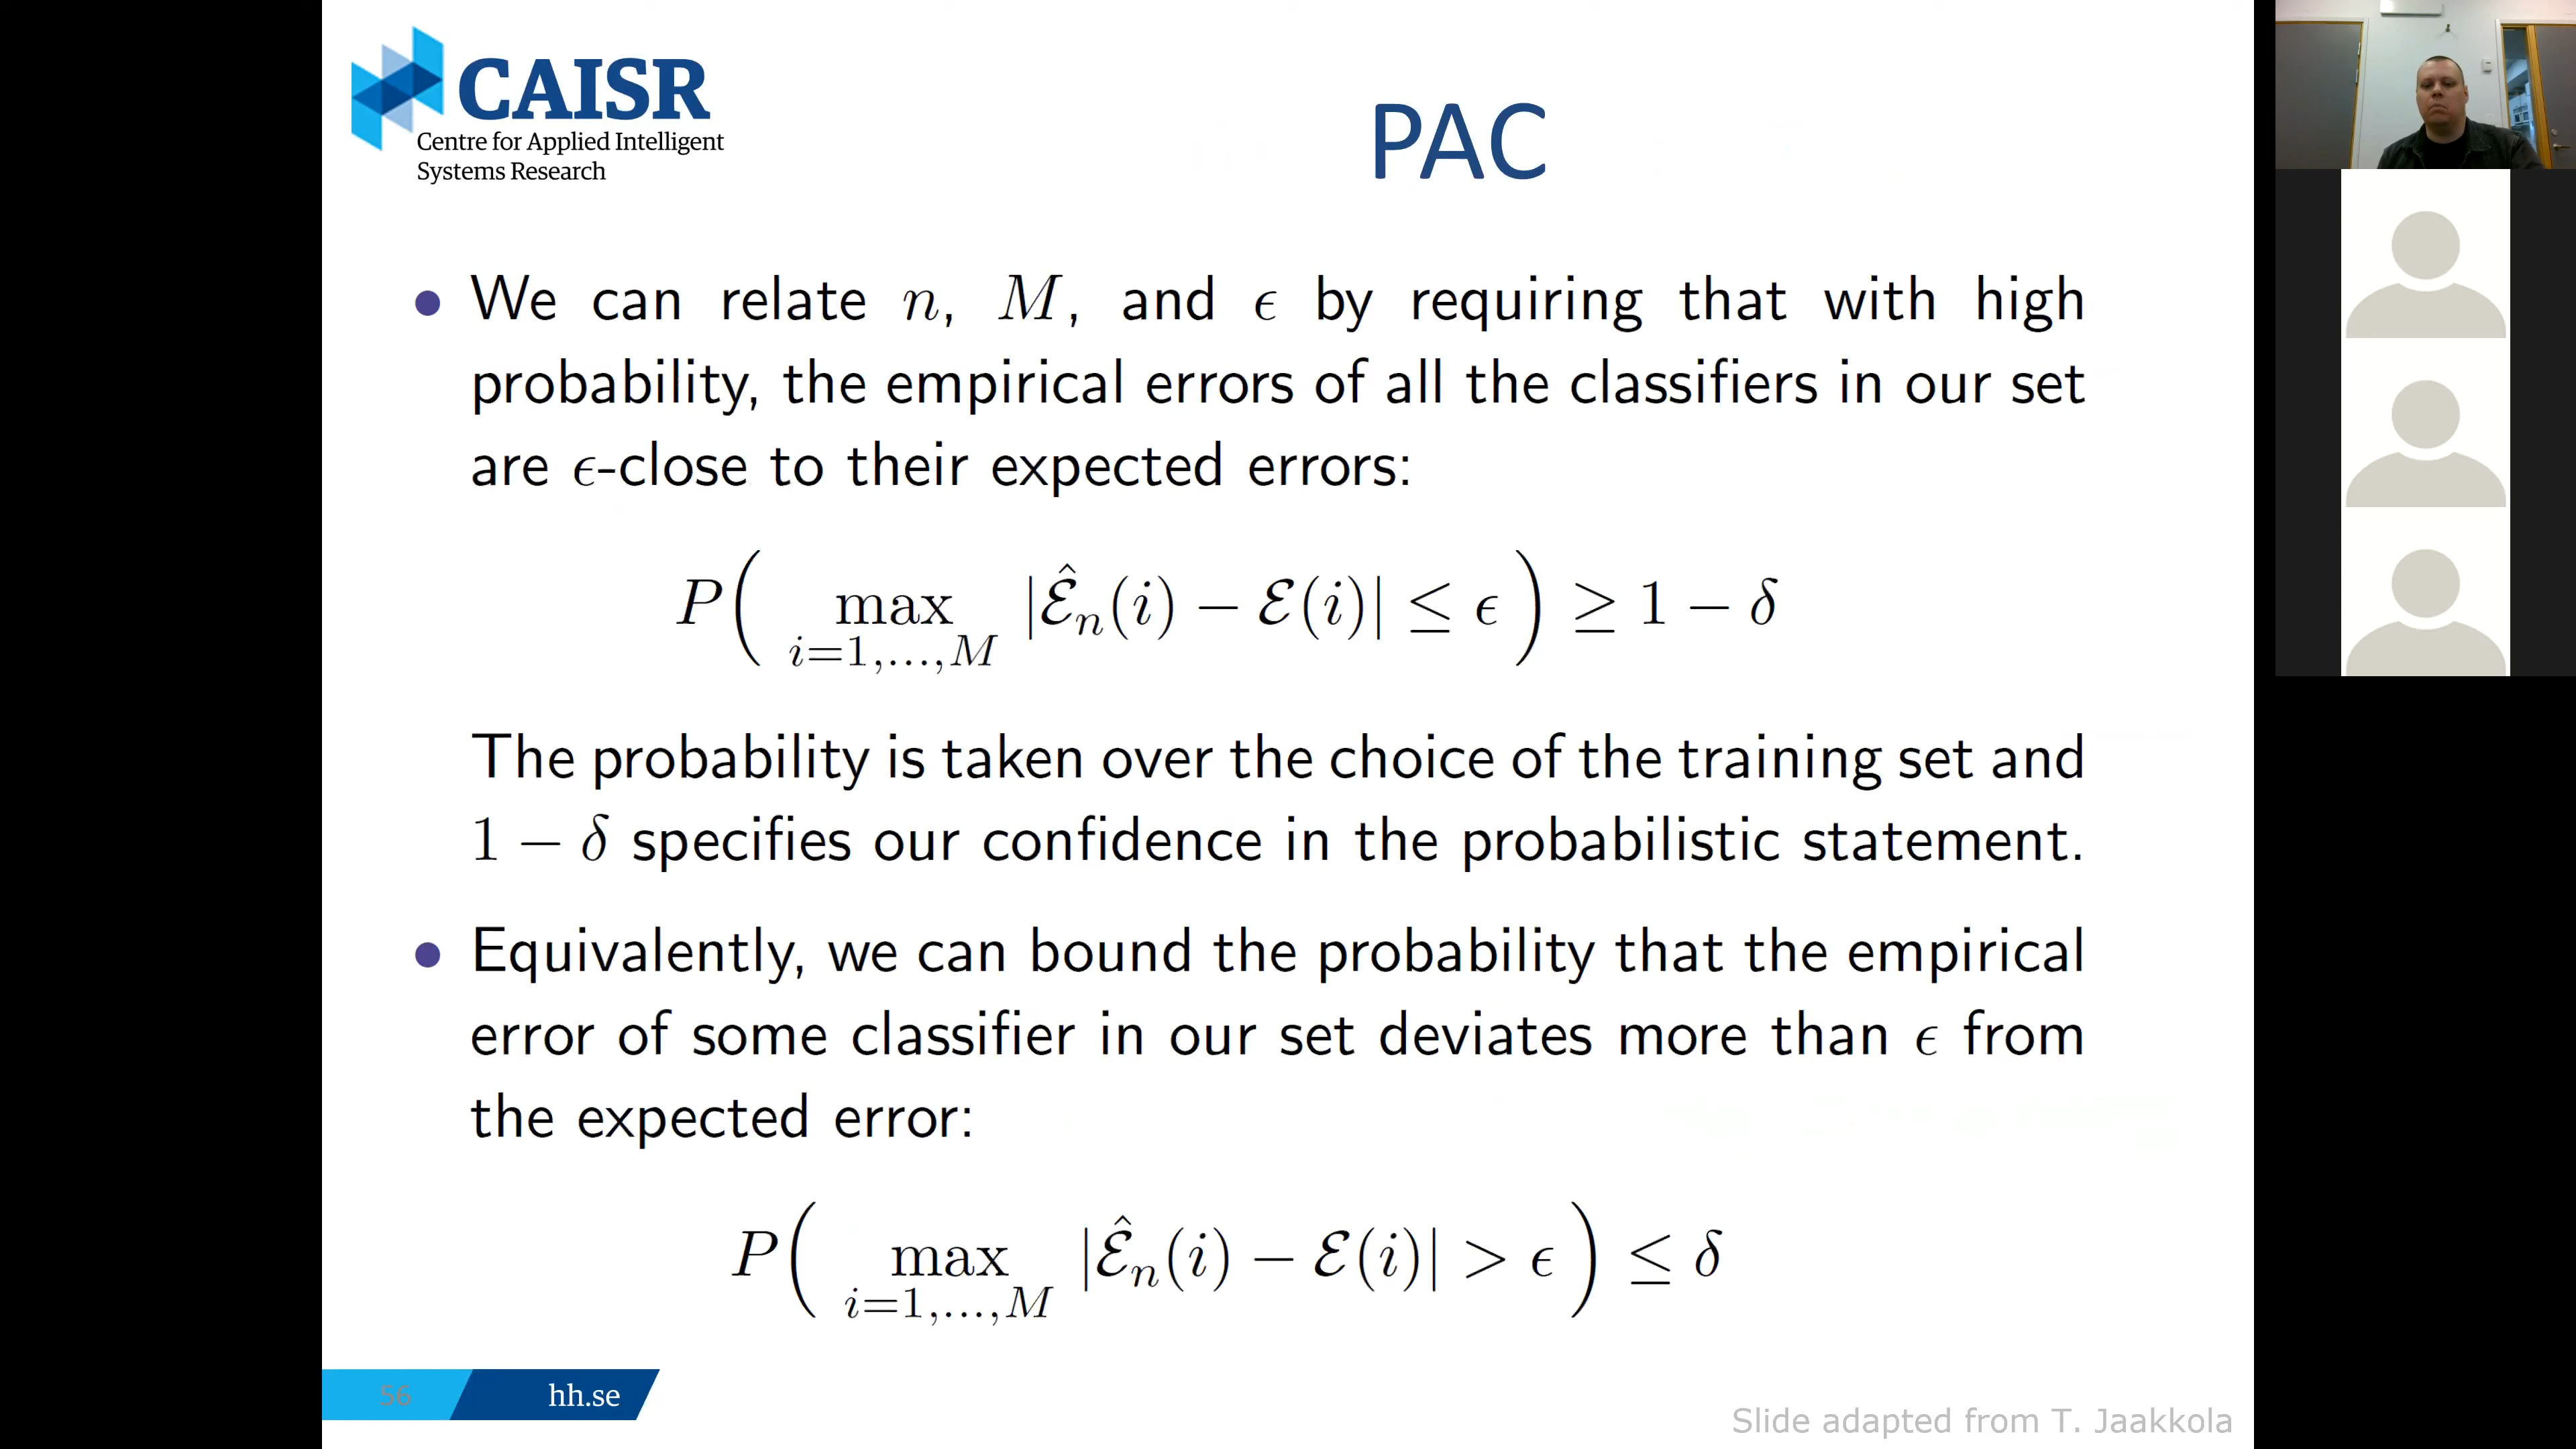 CAISR
Centre for Applied Intelligent
Systems Research
PAC
• We can relate n, M, and ϵ by requiring that with high
probability, the empirical errors of all the classifiers in our set
are ϵ-close to their expected errors:
P( max_{i=1,...,M} |Ɛ̂_n(i) − Ɛ(i)| ≤ ϵ ) ≥ 1 − δ
The probability is taken over the choice of the training set and
1 − δ specifies our confidence in the probabilistic statement.
• Equivalently, we can bound the probability that the empirical
error of some classifier in our set deviates more than ϵ from
the expected error:
P( max_{i=1,...,M} |Ɛ̂_n(i) − Ɛ(i)| > ϵ ) ≤ δ
56
hh.se
Slide adapted from T. Jaakkola